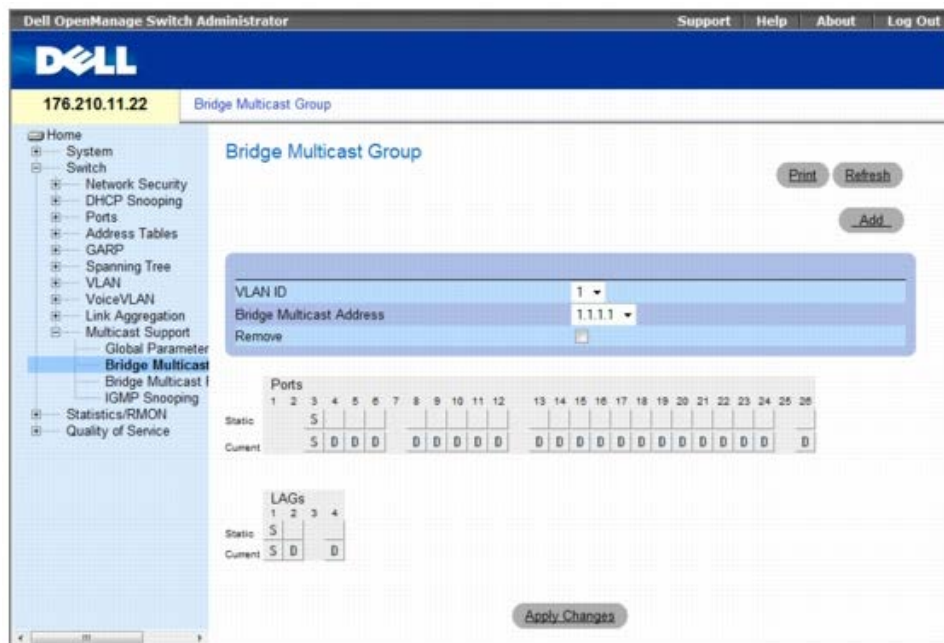 Dell OpenManage Switch Administrator
Support Help About Log Out
DELL
176.210.11.22
Bridge Multicast Group
Home
System
Switch
Network Security
DHCP Snooping
Ports
Address Tables
GARP
Spanning Tree
VLAN
VoiceVLAN
Link Aggregation
Multicast Support
Global Parameter
Bridge Multicast
Bridge Multicast
IGMP Snooping
Statistics/RMON
Quality of Service
Bridge Multicast Group
Print Refresh
Add
VLAN ID 1
Bridge Multicast Address 1.1.1.1
Remove
Ports
1 2 3 4 5 6 7 8 9 10 11 12 13 14 15 16 17 18 19 20 21 22 23 24 25 26
Static S
Current S D D D D D D D D D D D D D D D D D D D D D
LAGs
1 2 3 4
Static S
Current S D D
Apply Changes